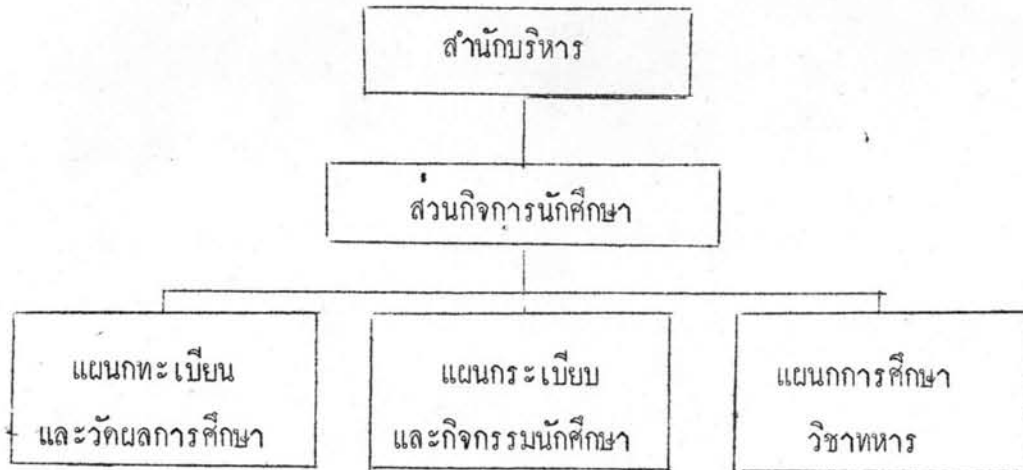 สำนักบริหาร
ส่วนกิจการนักศึกษา
แผนกทะเบียน
และวัดผลการศึกษา
แผนกระเบียบ
และกิจกรรมนักศึกษา
แผนกการศึกษา
วิชาทหาร